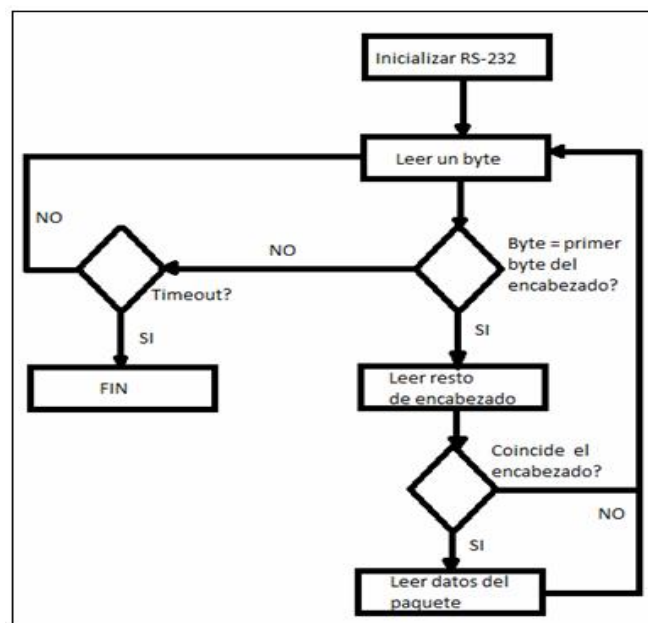 Inicializar RS-232
Leer un byte
NO
NO
Byte = primer
byte del
encabezado?
Timeout?
SI
SI
FIN
Leer resto
de encabezado
Coincide el
encabezado?
NO
SI
Leer datos del
paquete